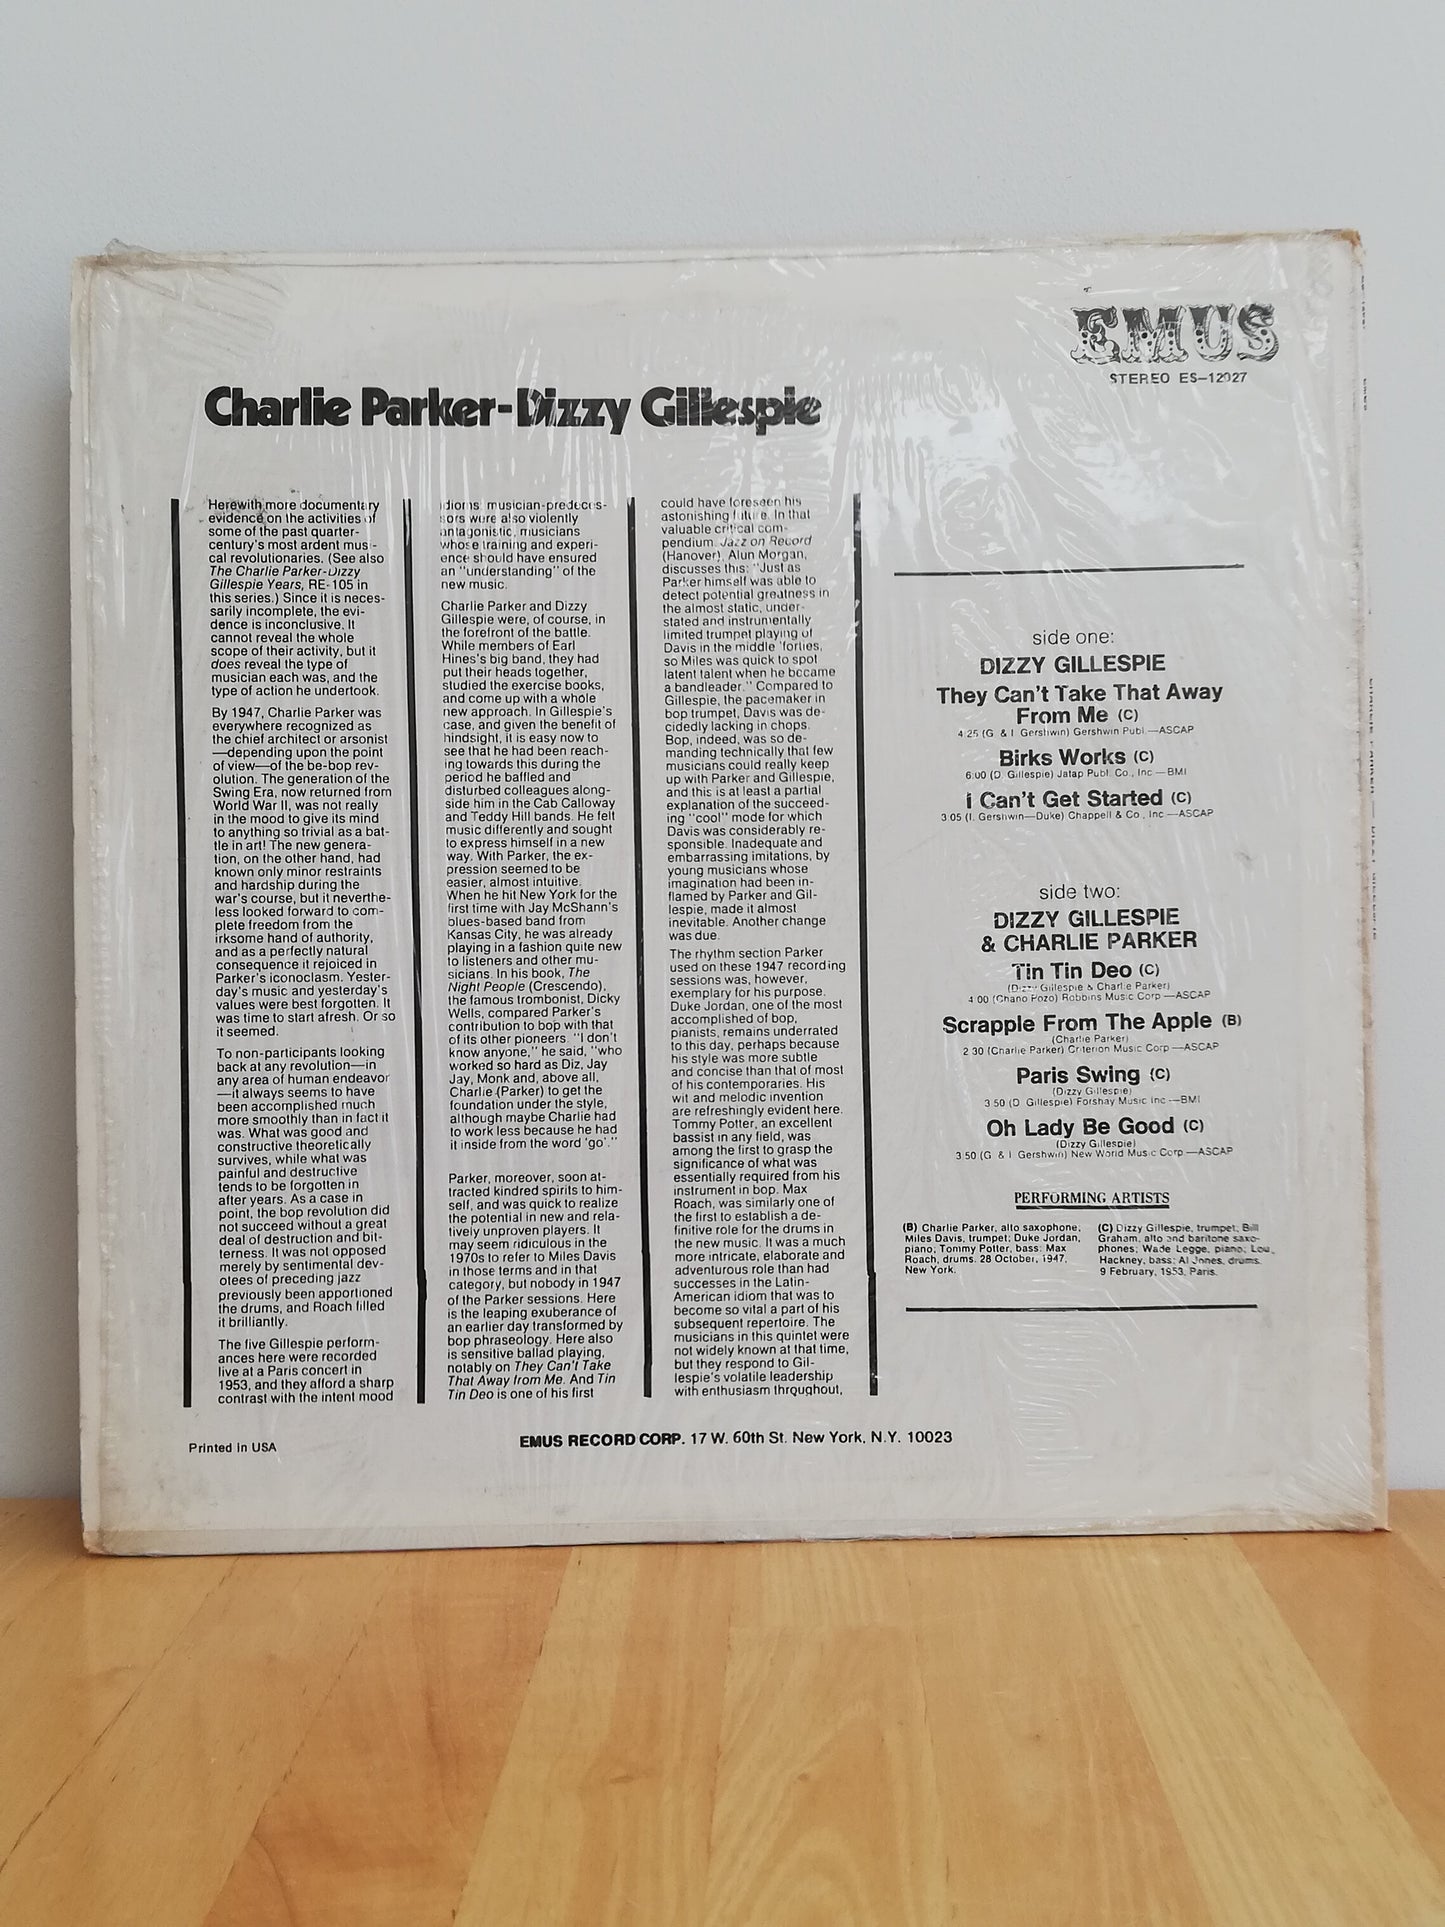 EMUS
STEREO ES-12027
Charlie Parker-Dizzy Gillespie
Herewith more documentary
evidence on the activities of
some of the past quarter-
century's most ardent musi-
cal revolutionaries. (See also
The Charlie Parker-Dizzy
Gillespie Years, RE-105 in
this series.) Since it is neces-
sarily incomplete, the evi-
dence is inconclusive. It
cannot reveal the whole
scope of their activity, but it
does reveal the type of
musician each was, and the
type of action he undertook.
By 1947, Charlie Parker was
everywhere recognized as
the chief architect or arsonist
—depending upon the point
of view—of the be-bop rev-
olution. The generation of the
Swing Era, now returned from
World War II, was not really
in the mood to give its mind
to anything so trivial as a bat-
tle in art! The new genera-
tion, on the other hand, had
known only minor restraints
and hardship during the
war's course, but it neverthe-
less looked forward to com-
plete freedom from the
irksome hand of authority,
and as a perfectly natural
consequence it rejoiced in
Parker's iconoclasm. Yester-
day's music and yesterday's
values were best forgotten. It
was time to start afresh. Or so
it seemed.
To non-participants looking
back at any revolution—in
any area of human endeavor
—it always seems to have
been accomplished much
more smoothly than in fact it
was. What was good and
constructive theoretically
survives, while what was
painful and destructive
tends to be forgotten in
after years. As a case in
point, the bop revolution did
not succeed without a great
deal of destruction and bit-
terness. It was not opposed
merely by sentimental dev-
otees of preceding jazz
previously been apportioned
the drums, and Roach filled
it brilliantly.
The five Gillespie perform-
ances here were recorded
live at a Paris concert in
1953, and they afford a sharp
contrast with the intent mood
idioms musician-predeces-
sors were also violently
antagonistic, musicians
whose training and experi-
ence should have ensured
an "understanding" of the
new music.
Charlie Parker and Dizzy
Gillespie were, of course, in
the forefront of the battle.
While members of Earl
Hines's big band, they had
put their heads together,
studied the exercise books,
and come up with a whole
new approach. In Gillespie's
case, and given the benefit of
hindsight, it is easy now to
see that he had been reach-
ing towards this during the
period he baffled and
disturbed colleagues along-
side him in the Cab Calloway
and Teddy Hill bands. He felt
music differently and sought
to express himself in a new
way. With Parker, the ex-
pression seemed to be
easier, almost intuitive.
When he hit New York for the
first time with Jay McShann's
blues-based band from
Kansas City, he was already
playing in a fashion quite new
to listeners and other mu-
sicians. In his book, The
Night People (Crescendo),
the famous trombonist, Dicky
Wells, compared Parker's
contribution to bop with that
of its other pioneers. "I don't
know anyone," he said, "who
worked so hard as Diz, Jay
Jay, Monk and, above all,
Charlie (Parker) to get the
foundation under the style,
although maybe Charlie had
to work less because he had
it inside from the word 'go'."
Parker, moreover, soon at-
tracted kindred spirits to him-
self, and was quick to realize
the potential in new and rela-
tively unproven players. It
may seem ridiculous in the
1970s to refer to Miles Davis
in those terms and in that
category, but nobody in 1947
of the Parker sessions. Here
is the leaping exuberance of
an earlier day transformed by
bop phraseology. Here also
is sensitive ballad playing,
notably on They Can't Take
That Away from Me. And Tin
Tin Deo is one of his first
could have foreseen his
astonishing future. In that
valuable critical com-
pendium Jazz on Record
(Hanover), Alun Morgan,
discusses this: "Just as
Parker himself was able to
detect potential greatness in
the almost static, under-
stated and instrumentally
limited trumpet playing of
Davis in the middle 'forties,
so Miles was quick to spot
latent talent when he became
a bandleader." Compared to
Gillespie, the pacemaker in
bop trumpet, Davis was de-
cidedly lacking in chops.
Bop, indeed, was so de-
manding technically that few
musicians could really keep
up with Parker and Gillespie,
and this is at least a partial
explanation of the succeed-
ing "cool" mode for which
Davis was considerably re-
sponsible. Inadequate and
embarrassing imitations, by
young musicians whose
imagination had been in-
flamed by Parker and Gil-
lespie, made it almost
inevitable. Another change
was due.
The rhythm section Parker
used on these 1947 recording
sessions was, however,
exemplary for his purpose.
Duke Jordan, one of the most
accomplished of bop,
pianists, remains underrated
to this day, perhaps because
his style was more subtle
and concise than that of most
of his contemporaries. His
wit and melodic invention
are refreshingly evident here.
Tommy Potter, an excellent
bassist in any field, was
among the first to grasp the
significance of what was
essentially required from his
instrument in bop. Max
Roach, was similarly one of
the first to establish a de-
finitive role for the drums in
the new music. It was a much
more intricate, elaborate and
adventurous role than had
successes in the Latin-
American idiom that was to
become so vital a part of his
subsequent repertoire. The
musicians in this quintet were
not widely known at that time,
but they respond to Gil-
lespie's volatile leadership
with enthusiasm throughout,
side one:
DIZZY GILLESPIE
They Can't Take That Away
From Me (C)
4:25 (G. & I. Gershwin) Gershwin Publ.—ASCAP
Birks Works (C)
6:00 (D. Gillespie) Jatap Publ. Co., Inc.—BMI
I Can't Get Started (C)
3:05 (I. Gershwin—Duke) Chappell & Co., Inc.—ASCAP
side two:
DIZZY GILLESPIE
& CHARLIE PARKER
Tin Tin Deo (C)
(Dizzy Gillespie & Charlie Parker)
4:00 (Chano Pozo) Robbins Music Corp.—ASCAP
Scrapple From The Apple (B)
(Charlie Parker)
2:30 (Charlie Parker) Criterion Music Corp.—ASCAP
Paris Swing (C)
(Dizzy Gillespie)
3:50 (D. Gillespie) Forshay Music Inc.—BMI
Oh Lady Be Good (C)
(Dizzy Gillespie)
3:50 (G. & I. Gershwin) New World Music Corp.—ASCAP
PERFORMING ARTISTS
(B) Charlie Parker, alto saxophone,
Miles Davis, trumpet; Duke Jordan,
piano; Tommy Potter, bass; Max
Roach, drums. 28 October, 1947,
New York.
(C) Dizzy Gillespie, trumpet; Bill
Graham, alto and baritone saxo-
phones; Wade Legge, piano; Lou
Hackney, bass; Al Jones, drums.
9 February, 1953, Paris.
Printed in USA
EMUS RECORD CORP. 17 W. 60th St. New York, N.Y. 10023